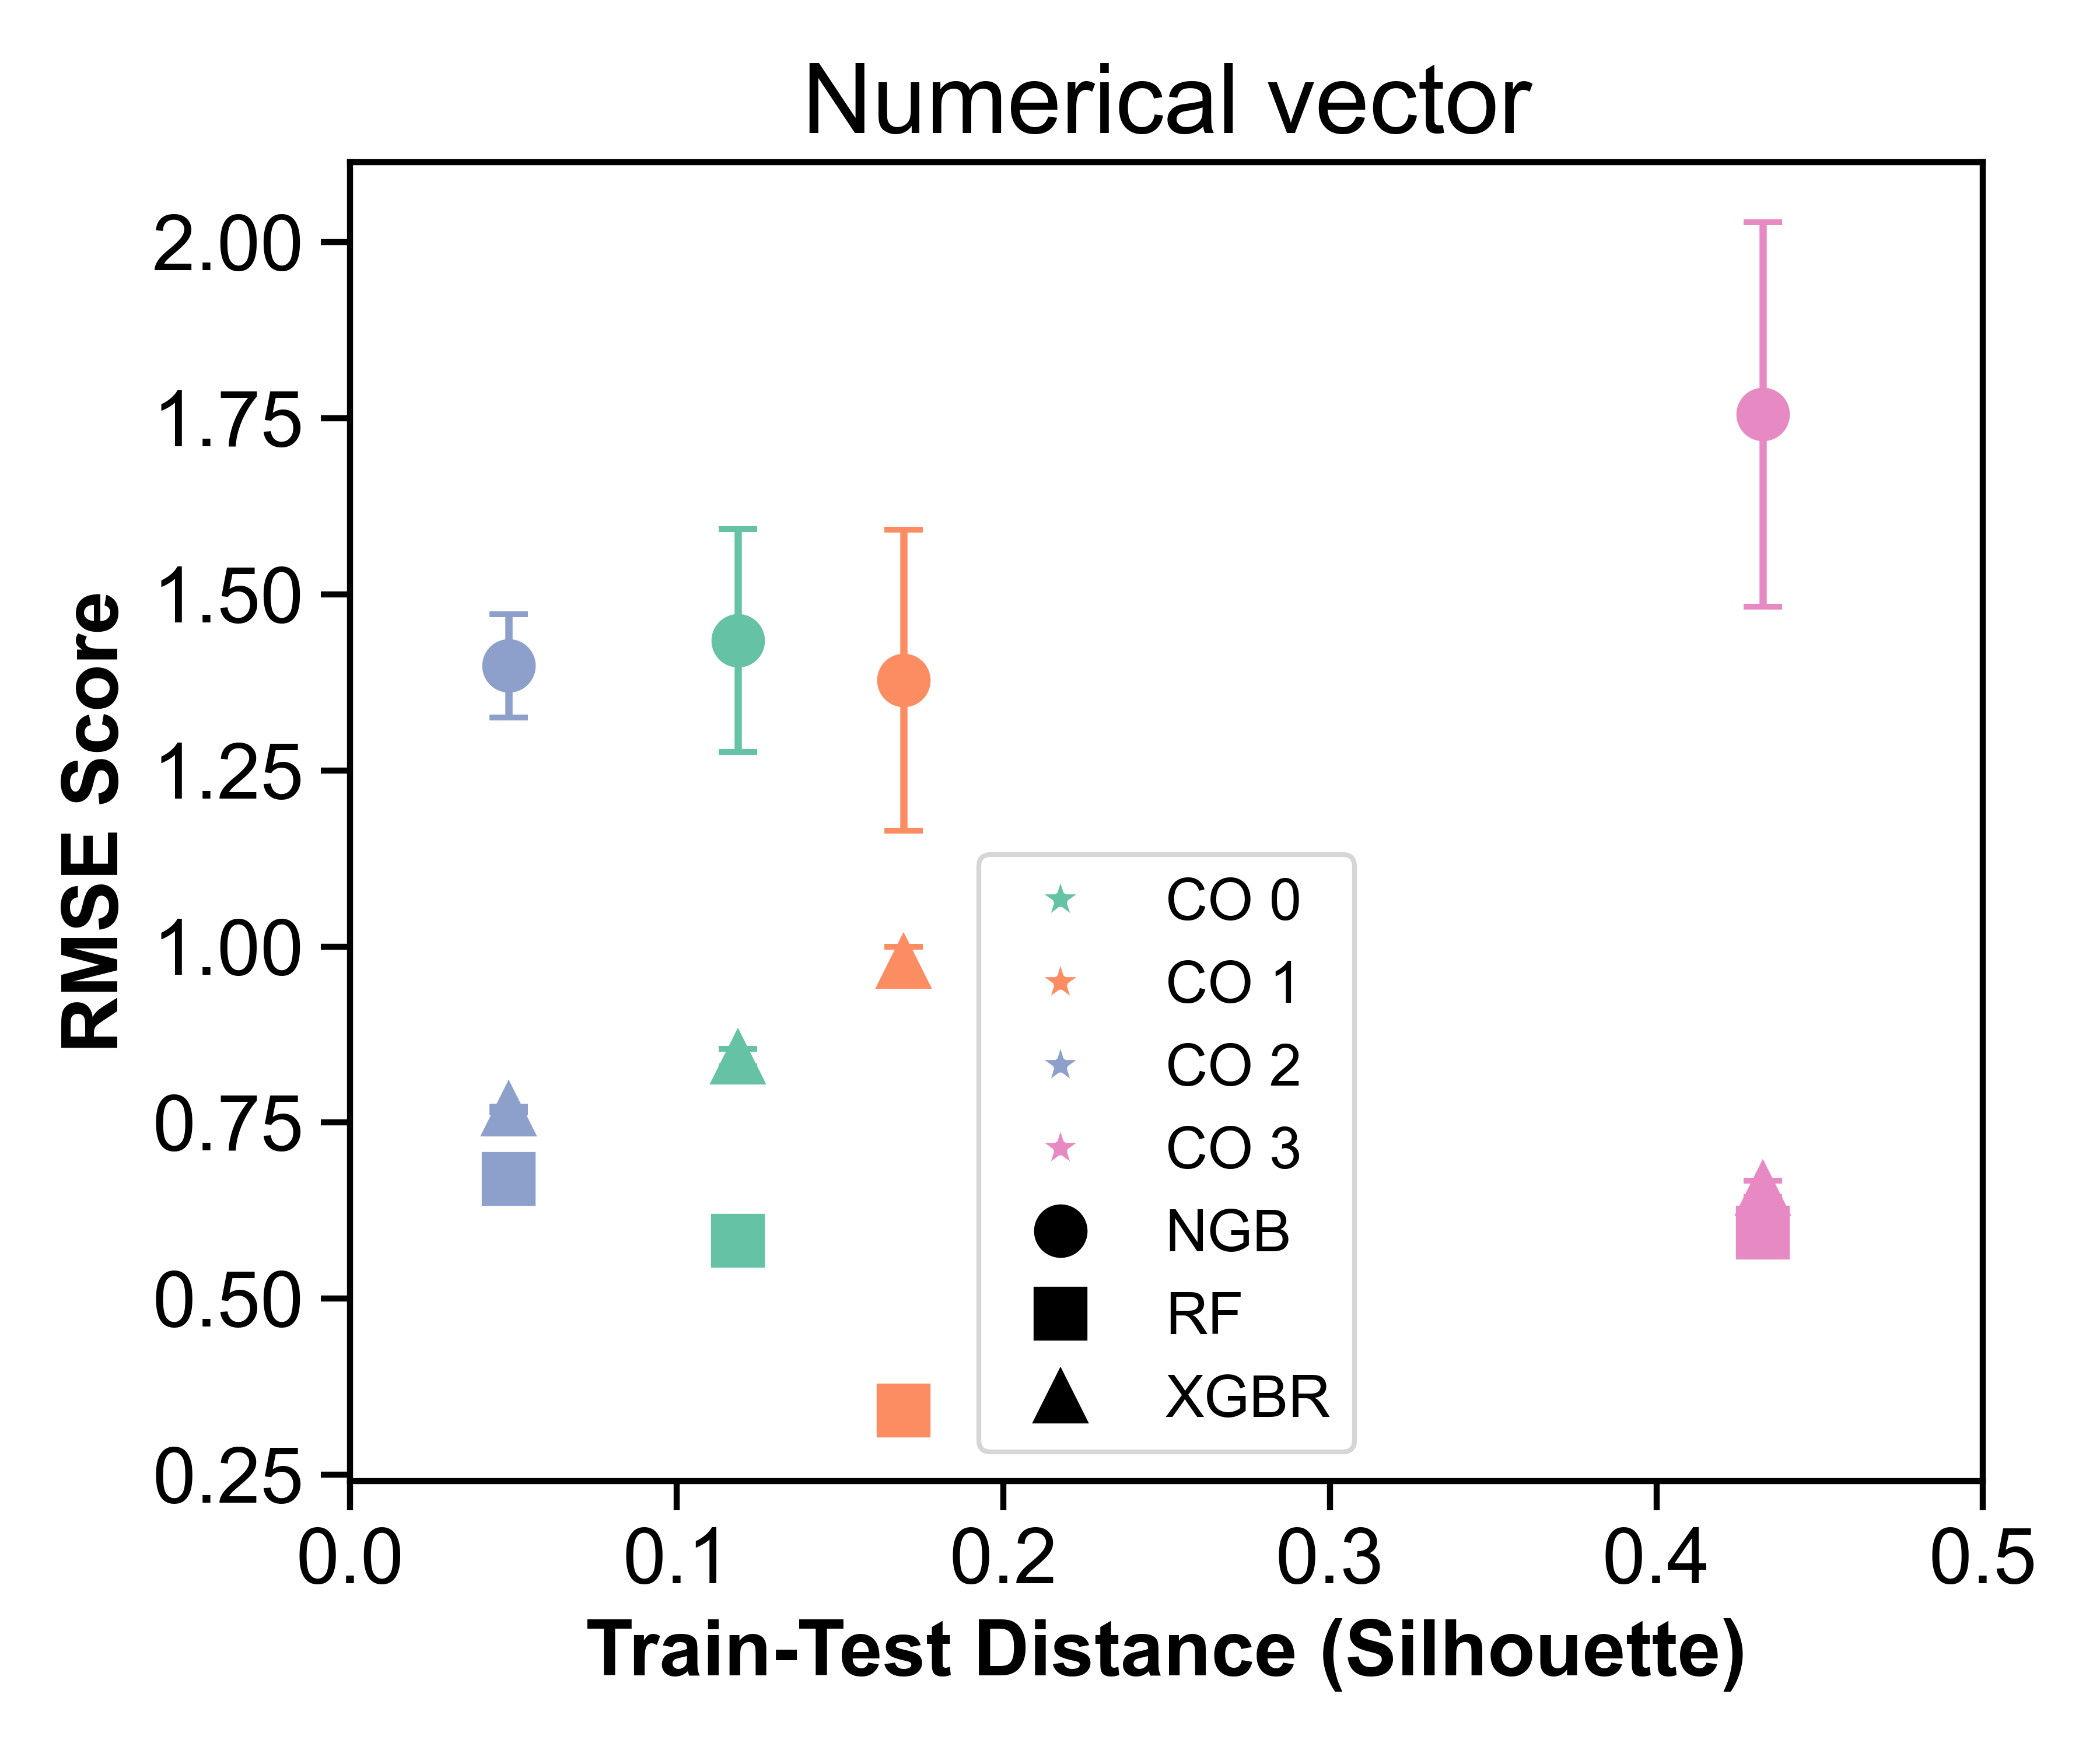 Numerical vector
RMSE Score
2.00
1.75
1.50
1.25
1.00
0.75
0.50
0.25
CO 0
CO 1
CO 2
CO 3
NGB
RF
XGBR
0.0 0.1 0.2 0.3 0.4 0.5
Train-Test Distance (Silhouette)